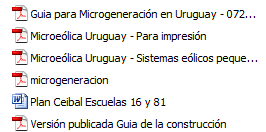 Guia para Microgeneración en Uruguay - 072...
Microeólica Uruguay - Para impresión
Microeólica Uruguay - Sistemas eólicos peque...
microgeneracion
Plan Ceibal Escuelas 16 y 81
Versión publicada Guia de la construcción